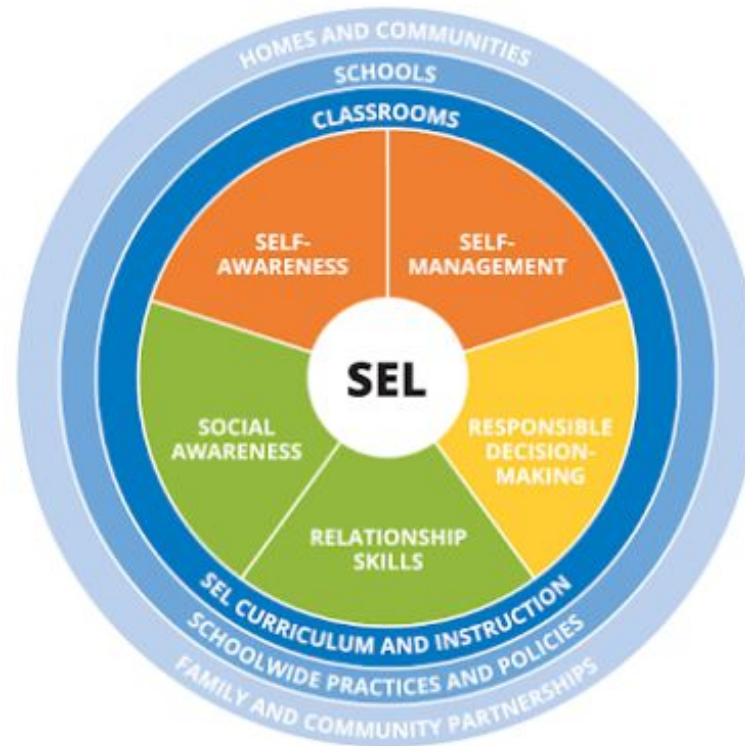 HOMES AND COMMUNITIES
SCHOOLS
CLASSROOMS
SELF-
AWARENESS
SELF-
MANAGEMENT
SEL
SOCIAL
AWARENESS
RESPONSIBLE
DECISION-
MAKING
RELATIONSHIP
SKILLS
SEL CURRICULUM AND INSTRUCTION
SCHOOLWIDE PRACTICES AND POLICIES
FAMILY AND COMMUNITY PARTNERSHIPS